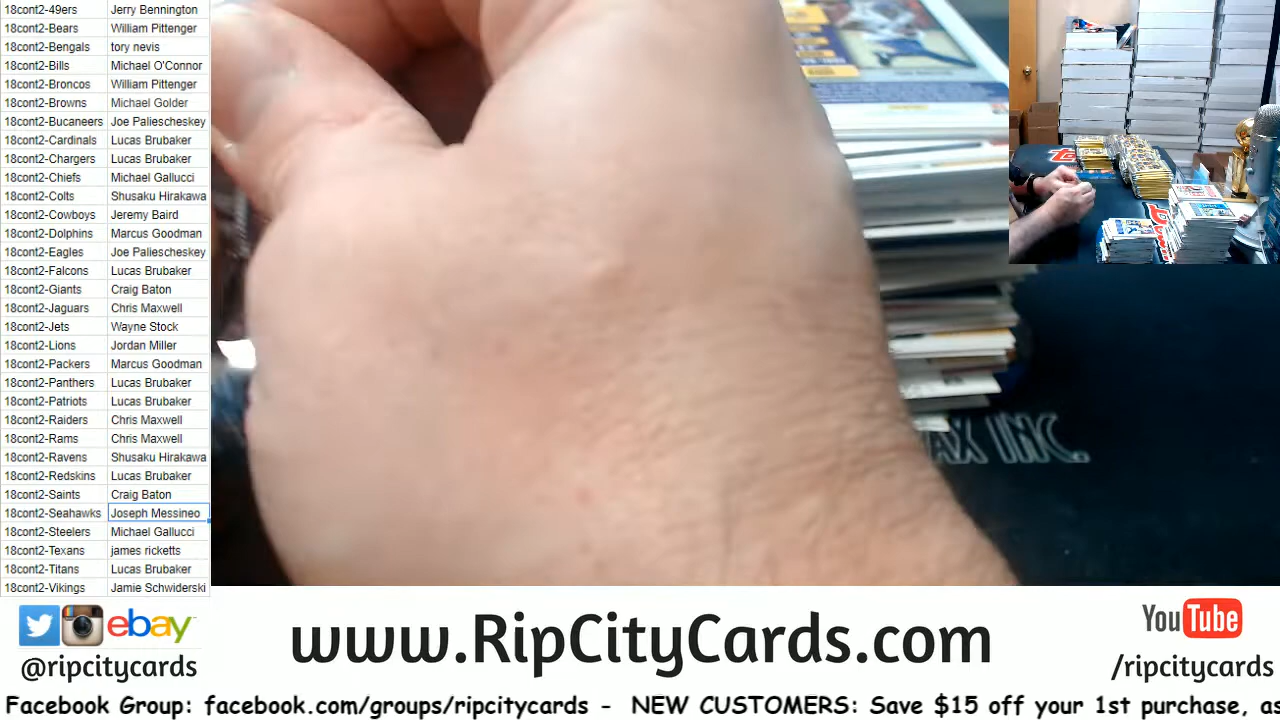 18cont2-49ers Jerry Bennington
18cont2-Bears William Pittenger
18cont2-Bengals tory nevis
18cont2-Bills Michael O'Connor
18cont2-Broncos William Pittenger
18cont2-Browns Michael Golder
18cont2-Bucaneers Joe Paliescheskey
18cont2-Cardinals Lucas Brubaker
18cont2-Chargers Lucas Brubaker
18cont2-Chiefs Michael Gallucci
18cont2-Colts Shusaku Hirakawa
18cont2-Cowboys Jeremy Baird
18cont2-Dolphins Marcus Goodman
18cont2-Eagles Joe Paliescheskey
18cont2-Falcons Lucas Brubaker
18cont2-Giants Craig Baton
18cont2-Jaguars Chris Maxwell
18cont2-Jets Wayne Stock
18cont2-Lions Jordan Miller
18cont2-Packers Marcus Goodman
18cont2-Panthers Lucas Brubaker
18cont2-Patriots Lucas Brubaker
18cont2-Raiders Chris Maxwell
18cont2-Rams Chris Maxwell
18cont2-Ravens Shusaku Hirakawa
18cont2-Redskins Lucas Brubaker
18cont2-Saints Craig Baton
18cont2-Seahawks Joseph Messineo
18cont2-Steelers Michael Gallucci
18cont2-Texans james ricketts
18cont2-Titans Lucas Brubaker
18cont2-Vikings Jamie Schwiderski
AX INC.
ebay
@ripcitycards
www.RipCityCards.com
YouTube
/ripcitycards
Facebook Group: facebook.com/groups/ripcitycards - NEW CUSTOMERS: Save $15 off your 1st purchase, as